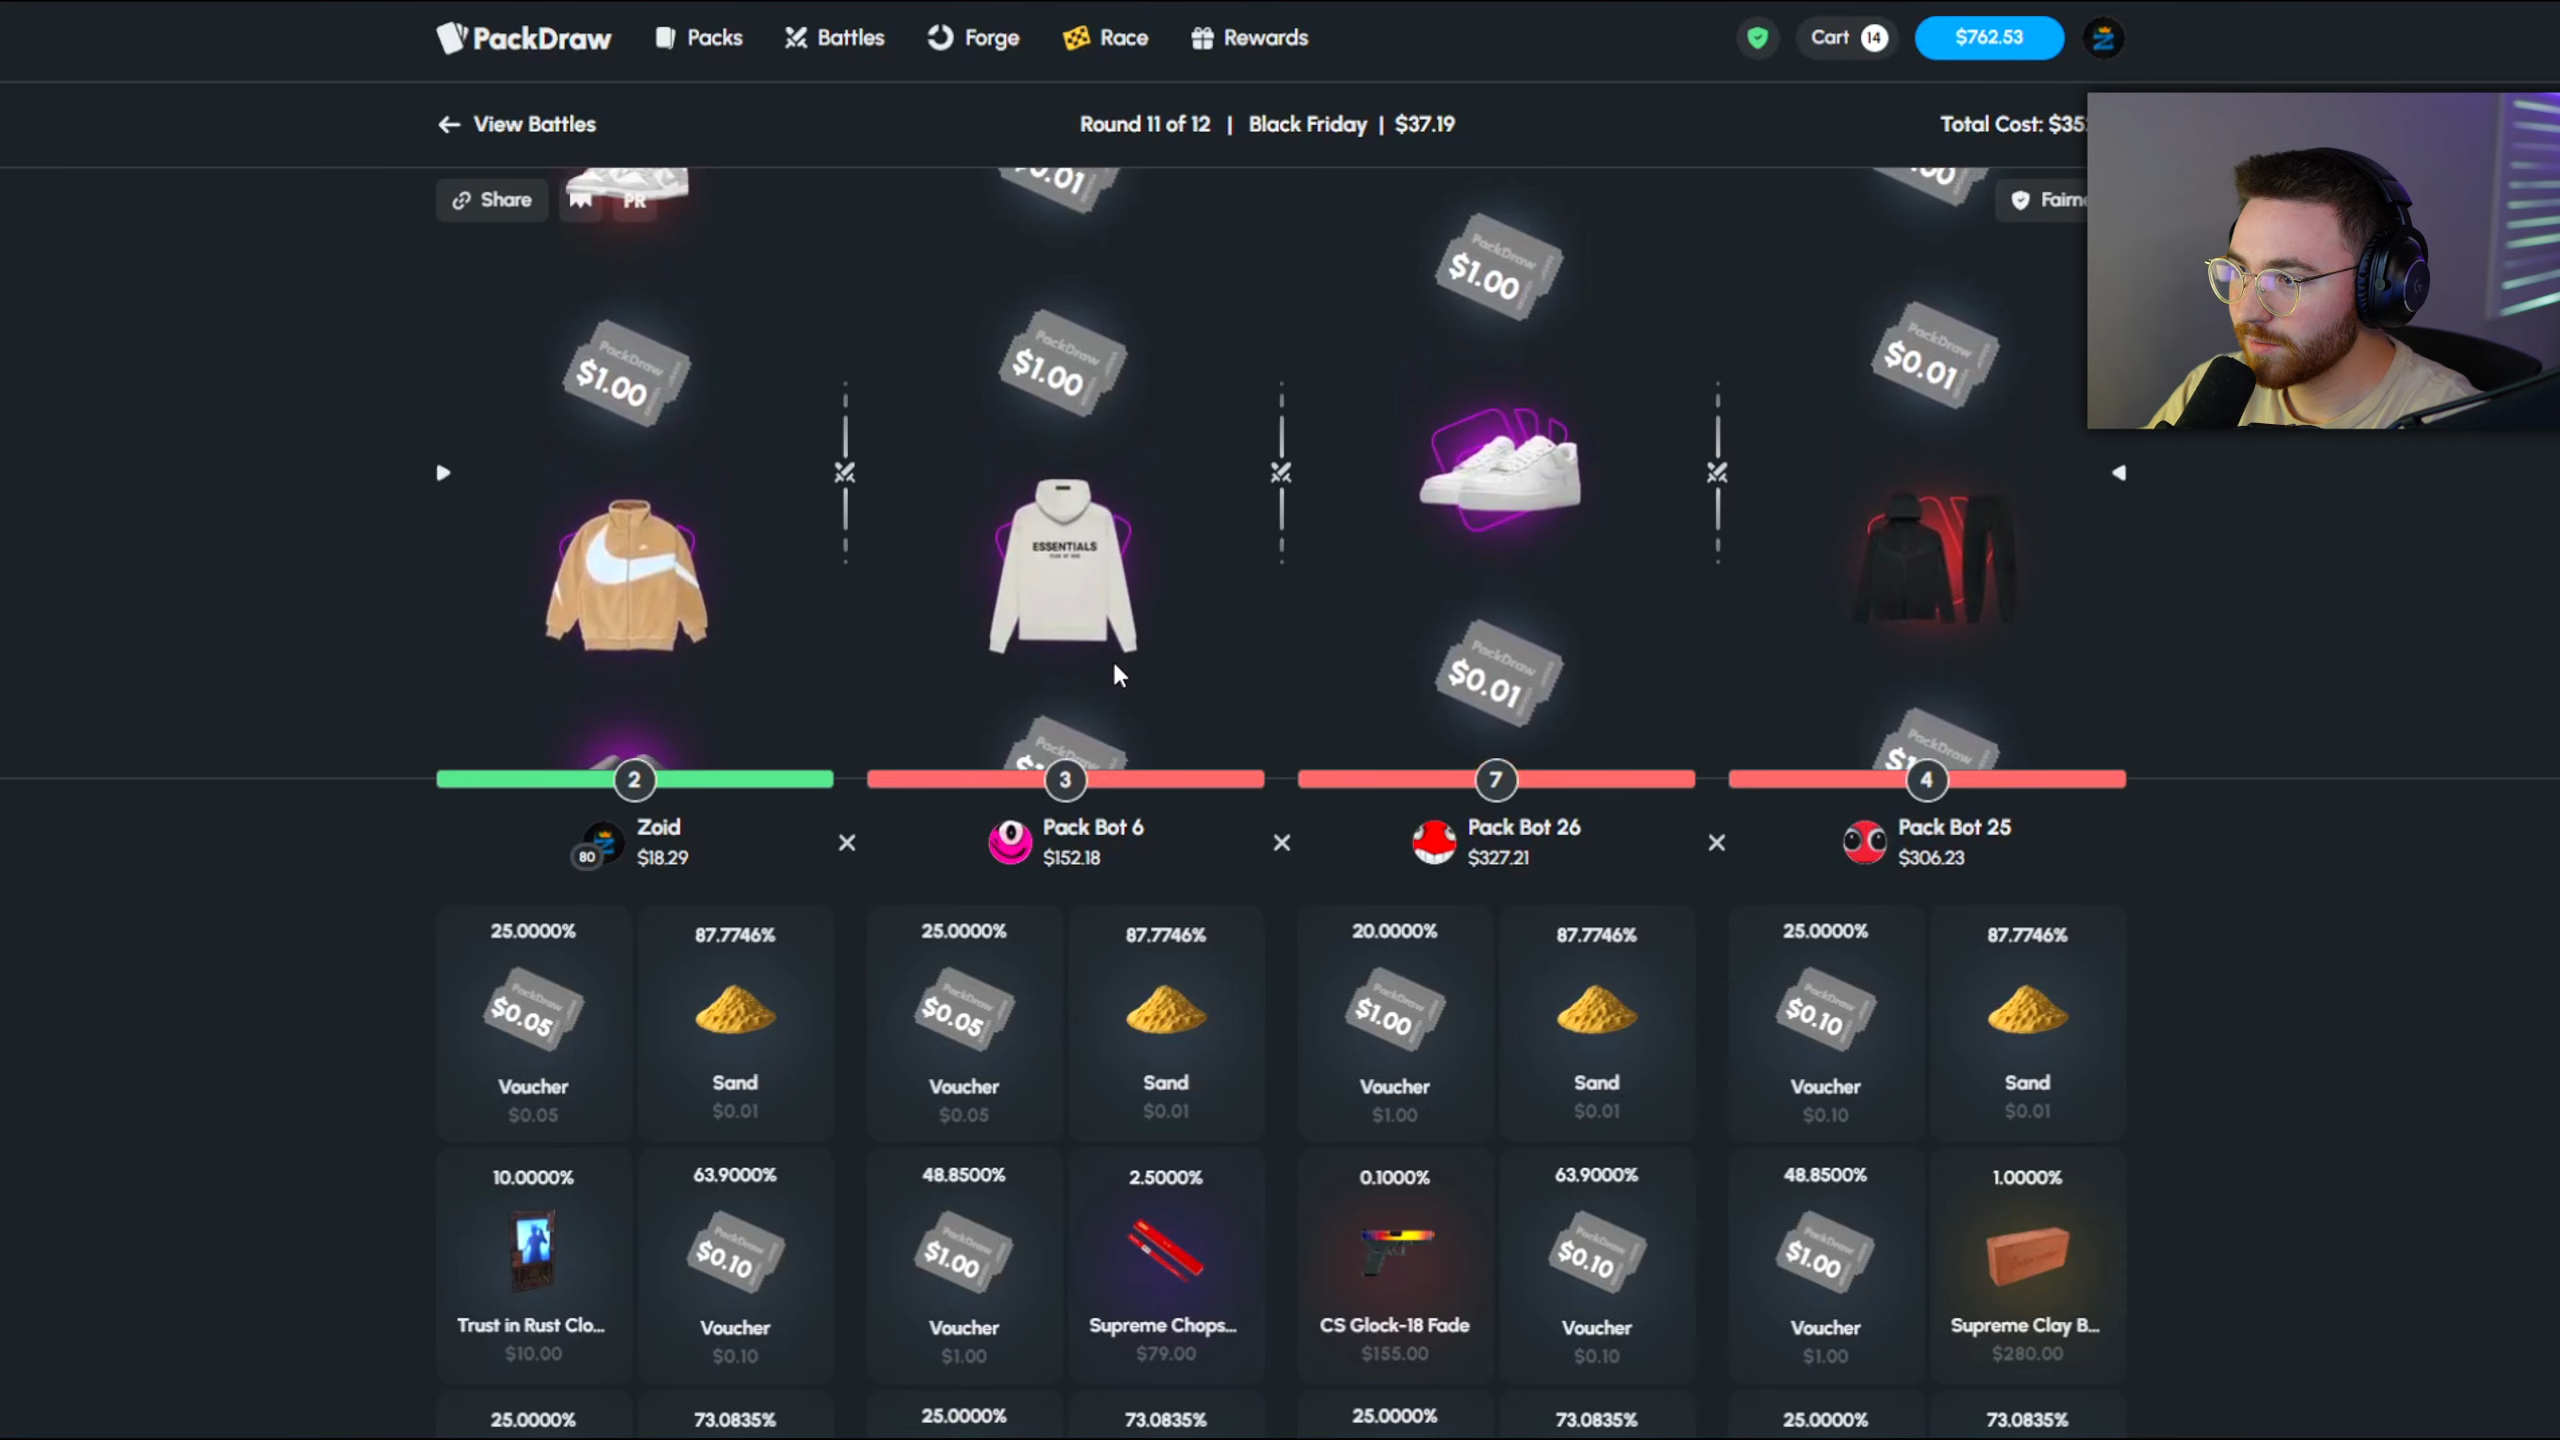 PackDraw Packs Battles Forge Race Rewards Cart 14 $762.53
View Battles Round 11 of 12 | Black Friday | $37.19 Total Cost: $35
Share PR
$1.00 $1.00 $1.00 $0.01
ESSENTIALS
$0.01
2 3 7 4
Zoid Pack Bot 6 Pack Bot 26 Pack Bot 25
80 $18.29 $152.18 $327.21 $306.23
25.0000% 87.7746% 25.0000% 87.7746% 20.0000% 87.7746% 25.0000% 87.7746%
PackDraw $0.05 PackDraw $0.05 PackDraw $1.00 PackDraw $0.10
Voucher Sand Voucher Sand Voucher Sand Voucher Sand
$0.05 $0.01 $0.05 $0.01 $1.00 $0.01 $0.10 $0.01
10.0000% 63.9000% 48.8500% 2.5000% 0.1000% 63.9000% 48.8500% 1.0000%
PackDraw $0.10 PackDraw $1.00 PackDraw $0.10 PackDraw $1.00
Trust in Rust Clo... Voucher Voucher Supreme Chops... CS Glock-18 Fade Voucher Voucher Supreme Clay B...
$10.00 $0.10 $1.00 $79.00 $155.00 $0.10 $1.00 $280.00
25.0000% 73.0835% 25.0000% 73.0835% 25.0000% 73.0835% 25.0000% 73.0835%